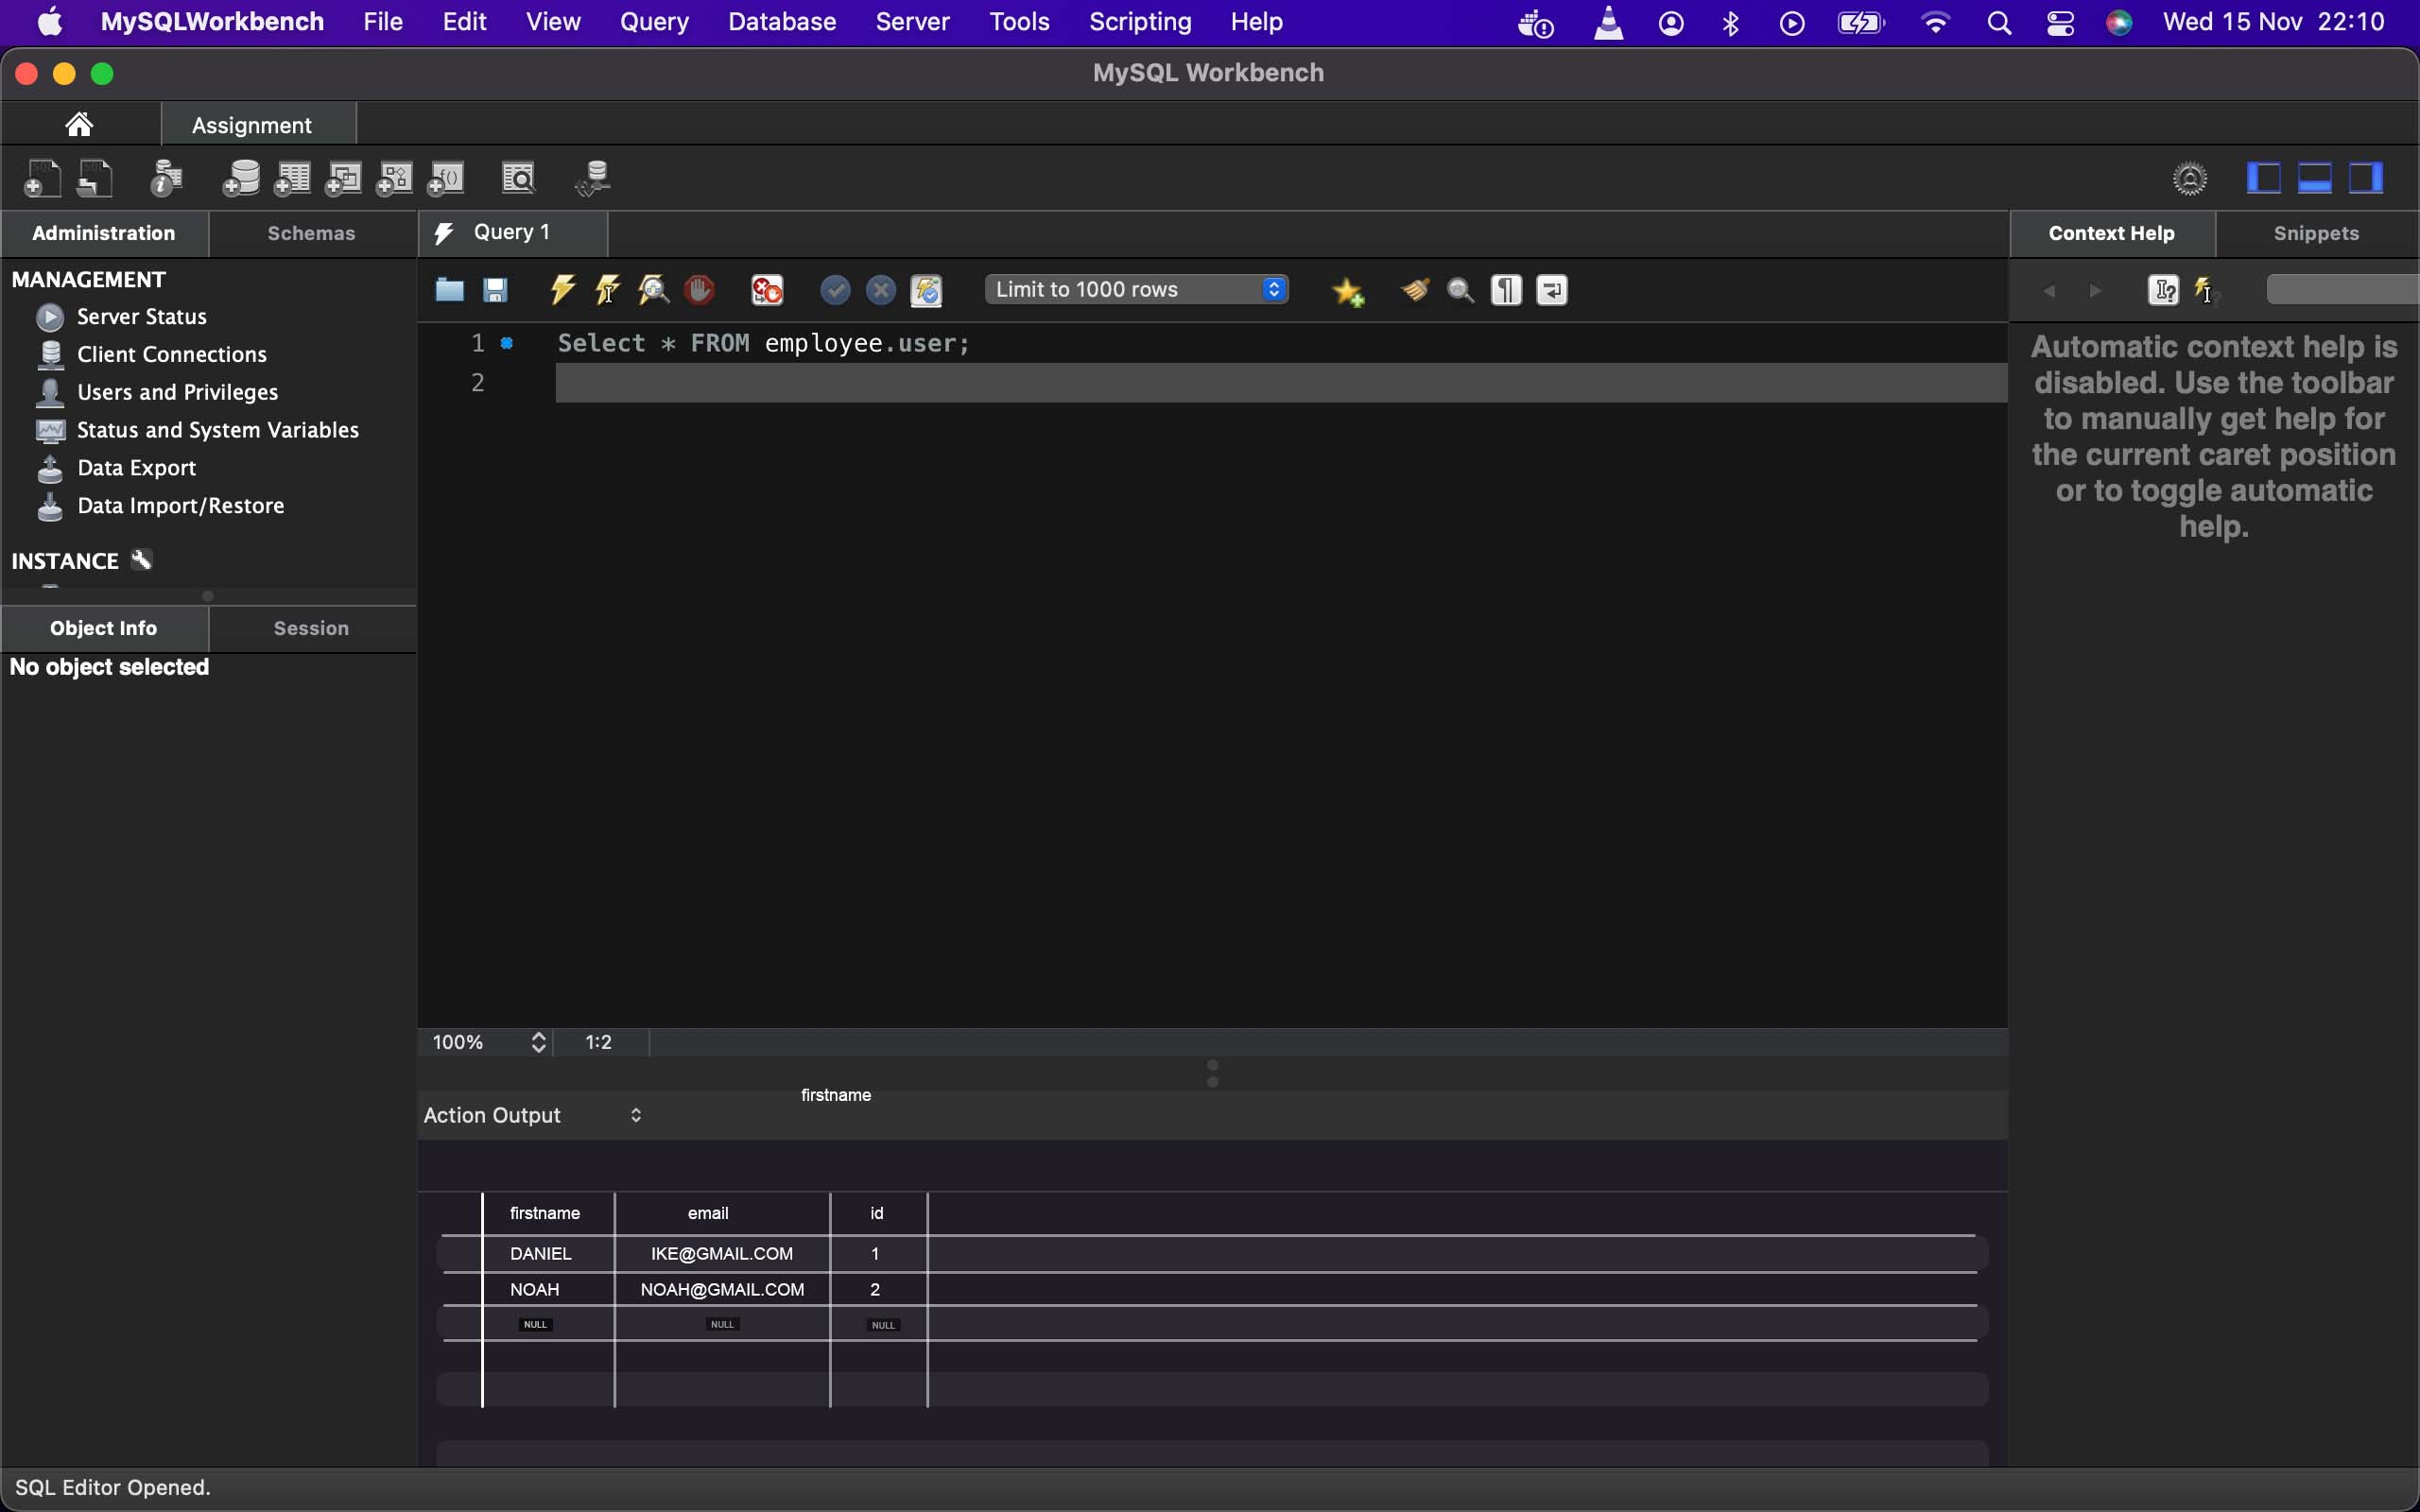 MySQLWorkbench File Edit View Query Database Server Tools Scripting Help Wed 15 Nov 22:10
MySQL Workbench
Assignment
Administration Schemas
Query 1
Context Help Snippets
MANAGEMENT
Server Status
Client Connections
Users and Privileges
Status and System Variables
Data Export
Data Import/Restore
INSTANCE
Object Info Session
No object selected
Limit to 1000 rows
1 Select * FROM employee.user;
2
Automatic context help is
disabled. Use the toolbar
to manually get help for
the current caret position
or to toggle automatic
help.
100% 1:2
firstname
Action Output
firstname email id
DANIEL IKE@GMAIL.COM 1
NOAH NOAH@GMAIL.COM 2
NULL NULL NULL
SQL Editor Opened.